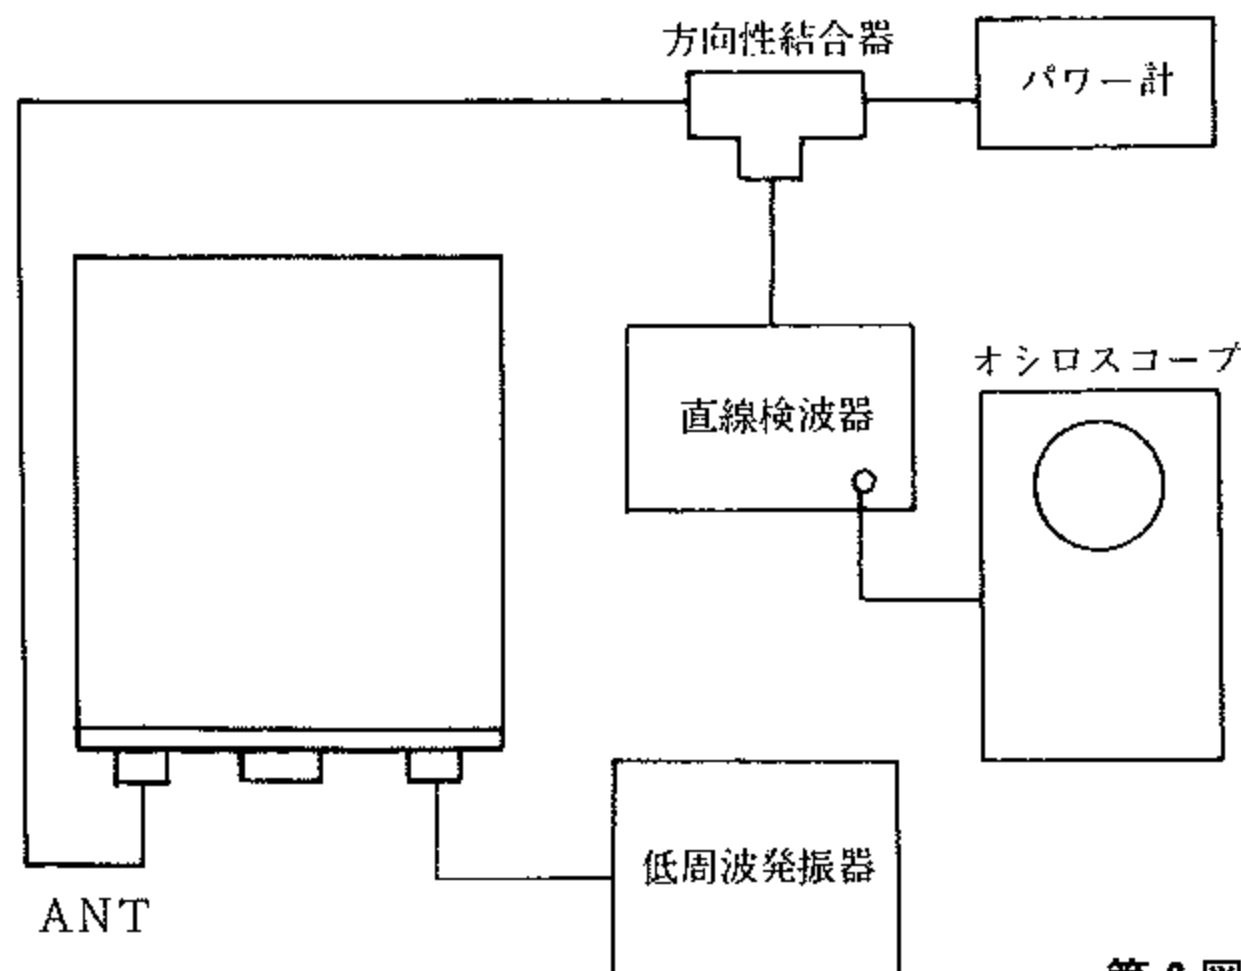 方向性結合器
パワー計
オシロスコープ
直線検波器
低周波発振器
ANT